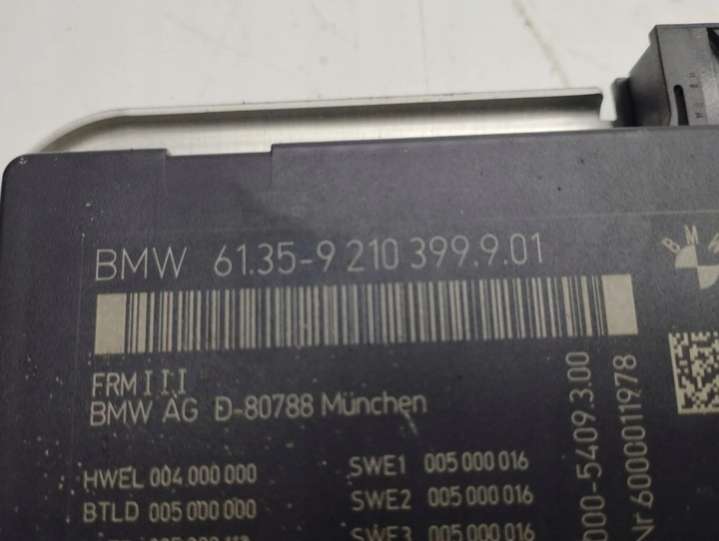 BMW 61.35-9 210 399.9.01
BM
FRMIII
BMW AG D-80788 München
HWEL 004 000 000
SWE1 005 000 016
BTLD 005 000 000
SWE2 005 000 016
SWE3 005 000 016
000-5409.3.00
Nr 6000011978